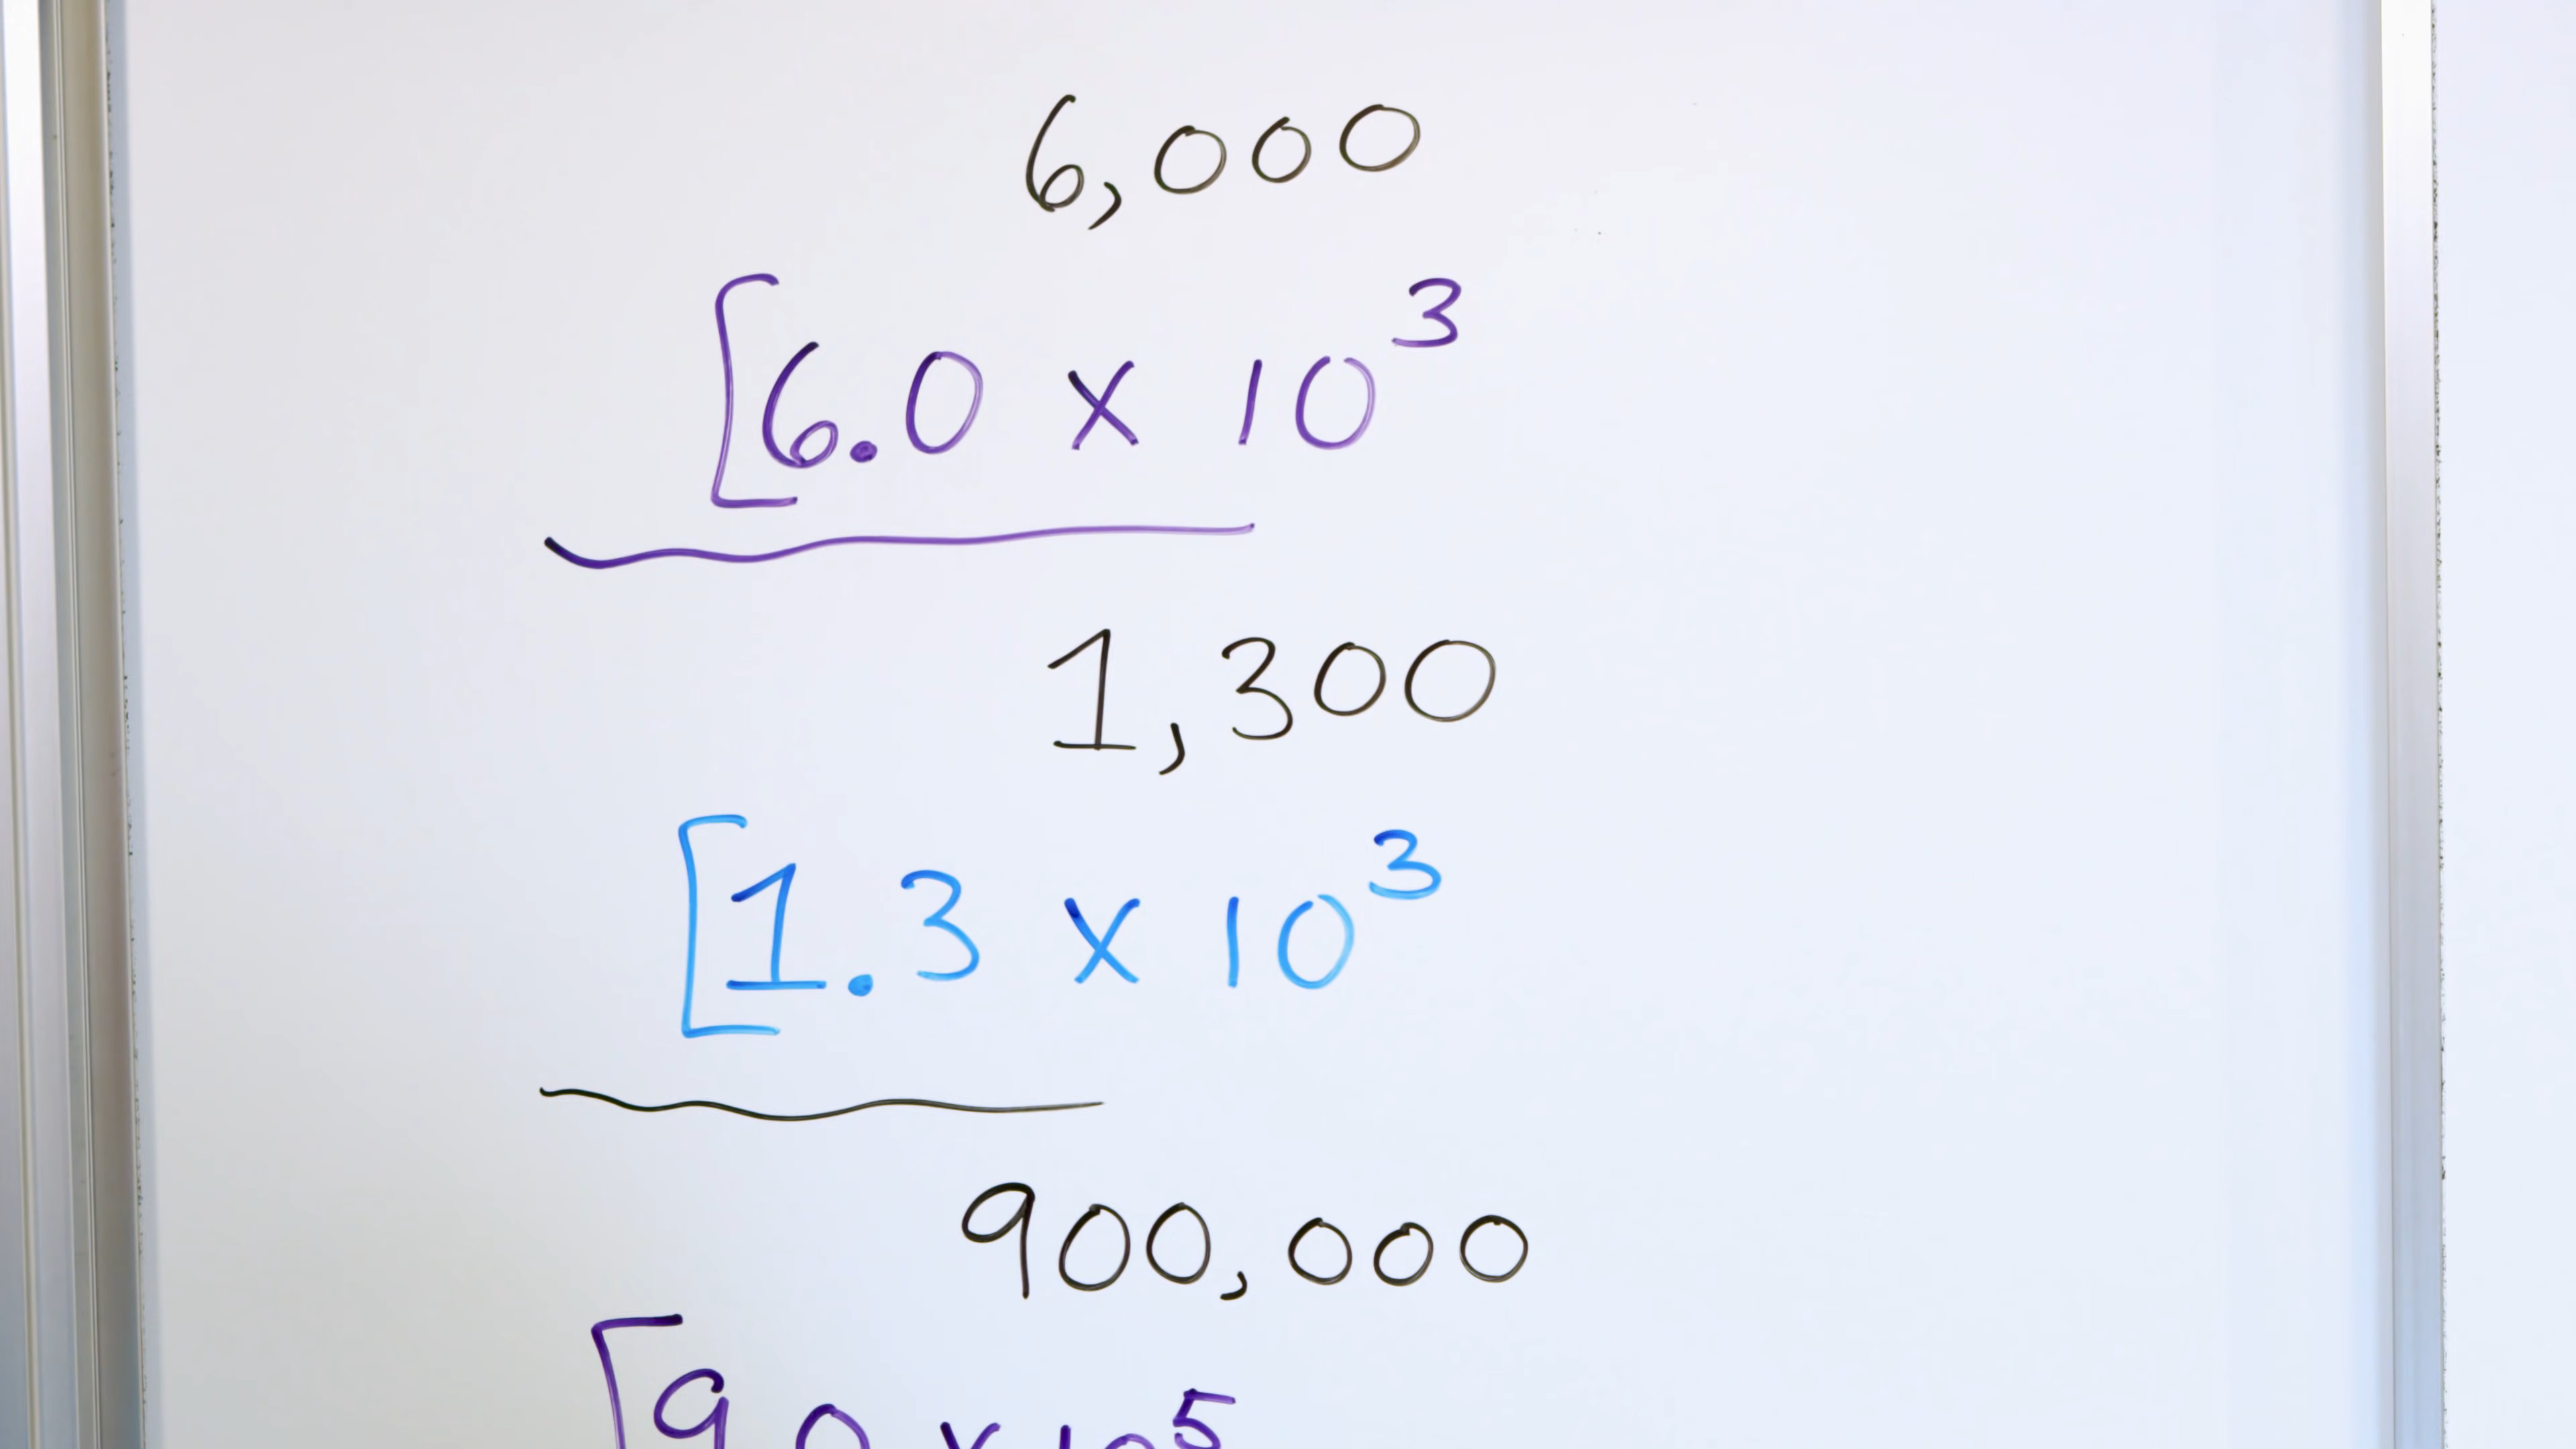 6,000
[6.0 x 10³
1,300
[1.3 x 10³
900,000
[9.0 x 10⁵